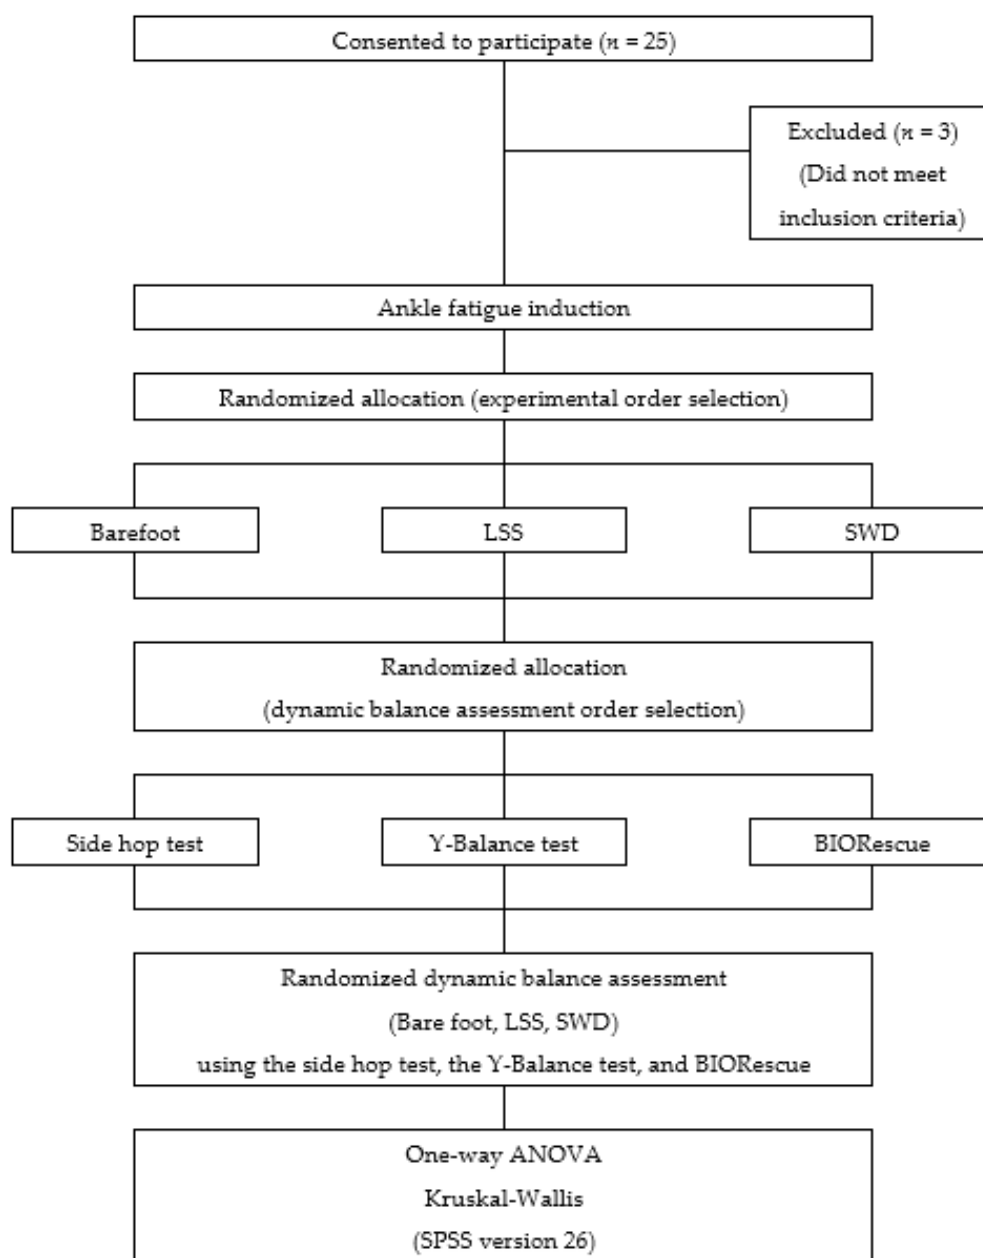 Consented to participate (n = 25)
Excluded (n = 3)
(Did not meet
inclusion criteria)
Ankle fatigue induction
Randomized allocation (experimental order selection)
Barefoot
LSS
SWD
Randomized allocation
(dynamic balance assessment order selection)
Side hop test
Y-Balance test
BIORescue
Randomized dynamic balance assessment
(Bare foot, LSS, SWD)
using the side hop test, the Y-Balance test, and BIORescue
One-way ANOVA
Kruskal-Wallis
(SPSS version 26)